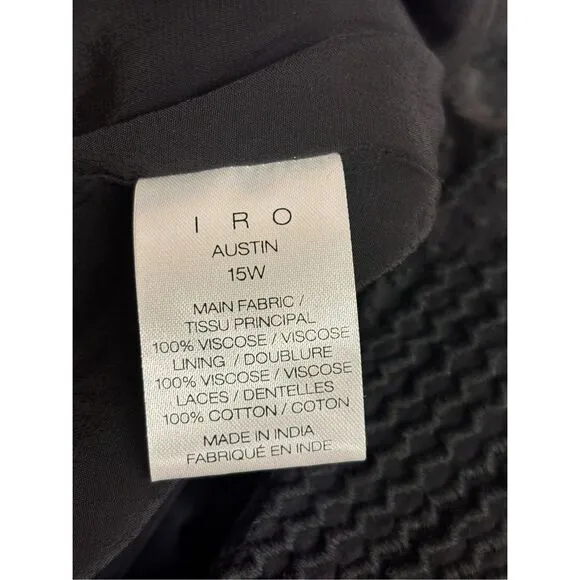 IRO
AUSTIN
15W
MAIN FABRIC /
TISSU PRINCIPAL
100% VISCOSE / VISCOSE
LINING / DOUBLURE
100% VISCOSE / VISCOSE
LACES / DENTELLES
100% COTTON / COTON
MADE IN INDIA
FABRIQUÉ EN INDE